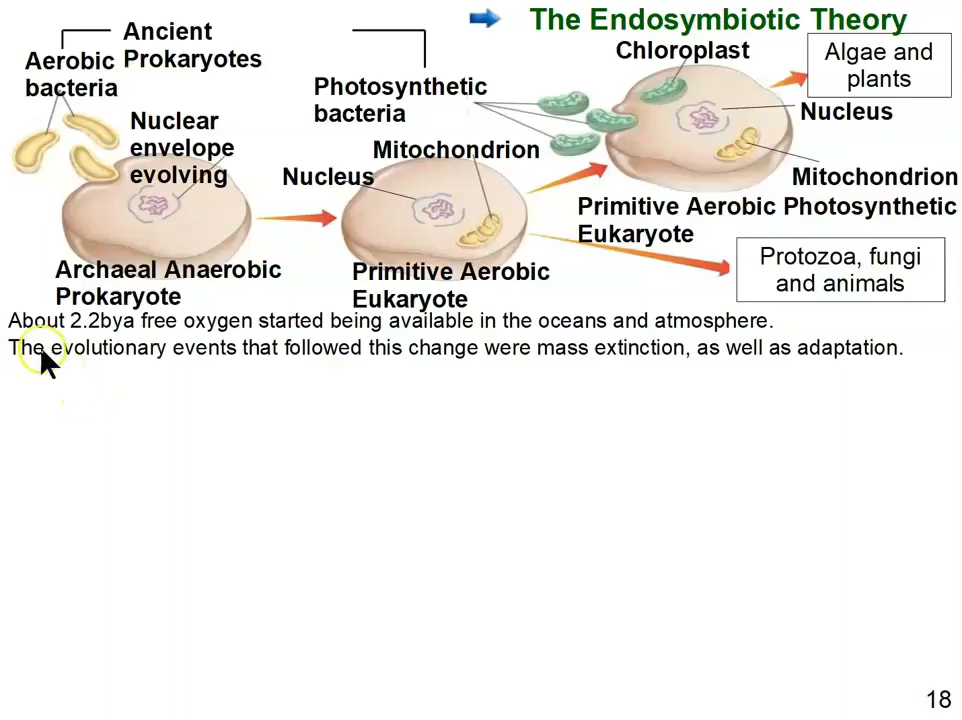 The Endosymbiotic Theory
Ancient
Prokaryotes
Aerobic
bacteria
Photosynthetic
bacteria
Chloroplast
Algae and
plants
Nucleus
Nuclear
envelope
evolving
Mitochondrion
Nucleus
Mitochondrion
Primitive Aerobic Photosynthetic
Eukaryote
Protozoa, fungi
and animals
Archaeal Anaerobic
Prokaryote
Primitive Aerobic
Eukaryote
About 2.2bya free oxygen started being available in the oceans and atmosphere.
The evolutionary events that followed this change were mass extinction, as well as adaptation.
18